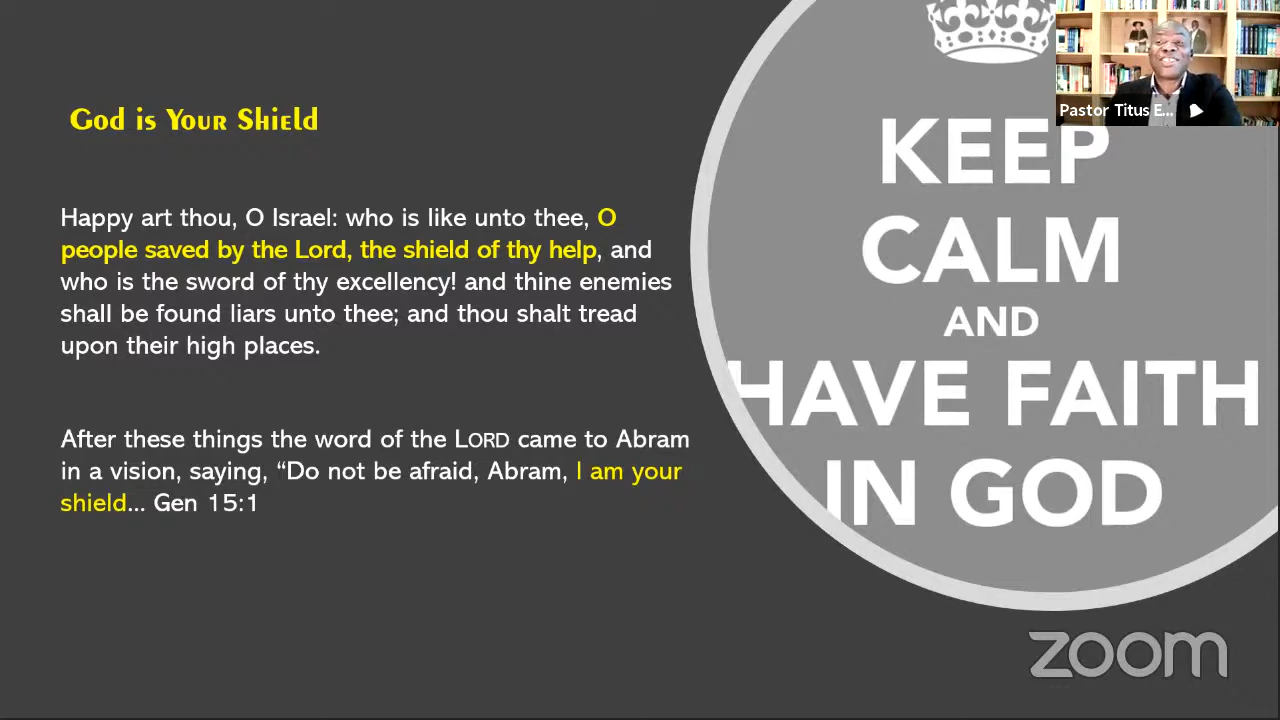 God is Your Shield
Happy art thou, O Israel: who is like unto thee, O
people saved by the Lord, the shield of thy help, and
who is the sword of thy excellency! and thine enemies
shall be found liars unto thee; and thou shalt tread
upon their high places.
After these things the word of the LORD came to Abram
in a vision, saying, “Do not be afraid, Abram, I am your
shield... Gen 15:1
KEEP
CALM
AND
HAVE FAITH
IN GOD
Pastor Titus E...
zoom